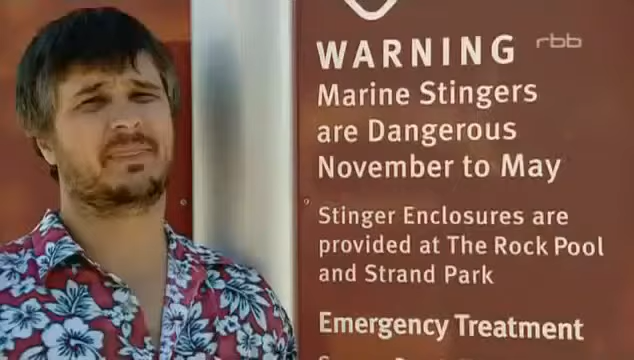 WARNING
rbb
Marine Stingers
are Dangerous
November to May
Stinger Enclosures are
provided at The Rock Pool
and Strand Park
Emergency Treatment